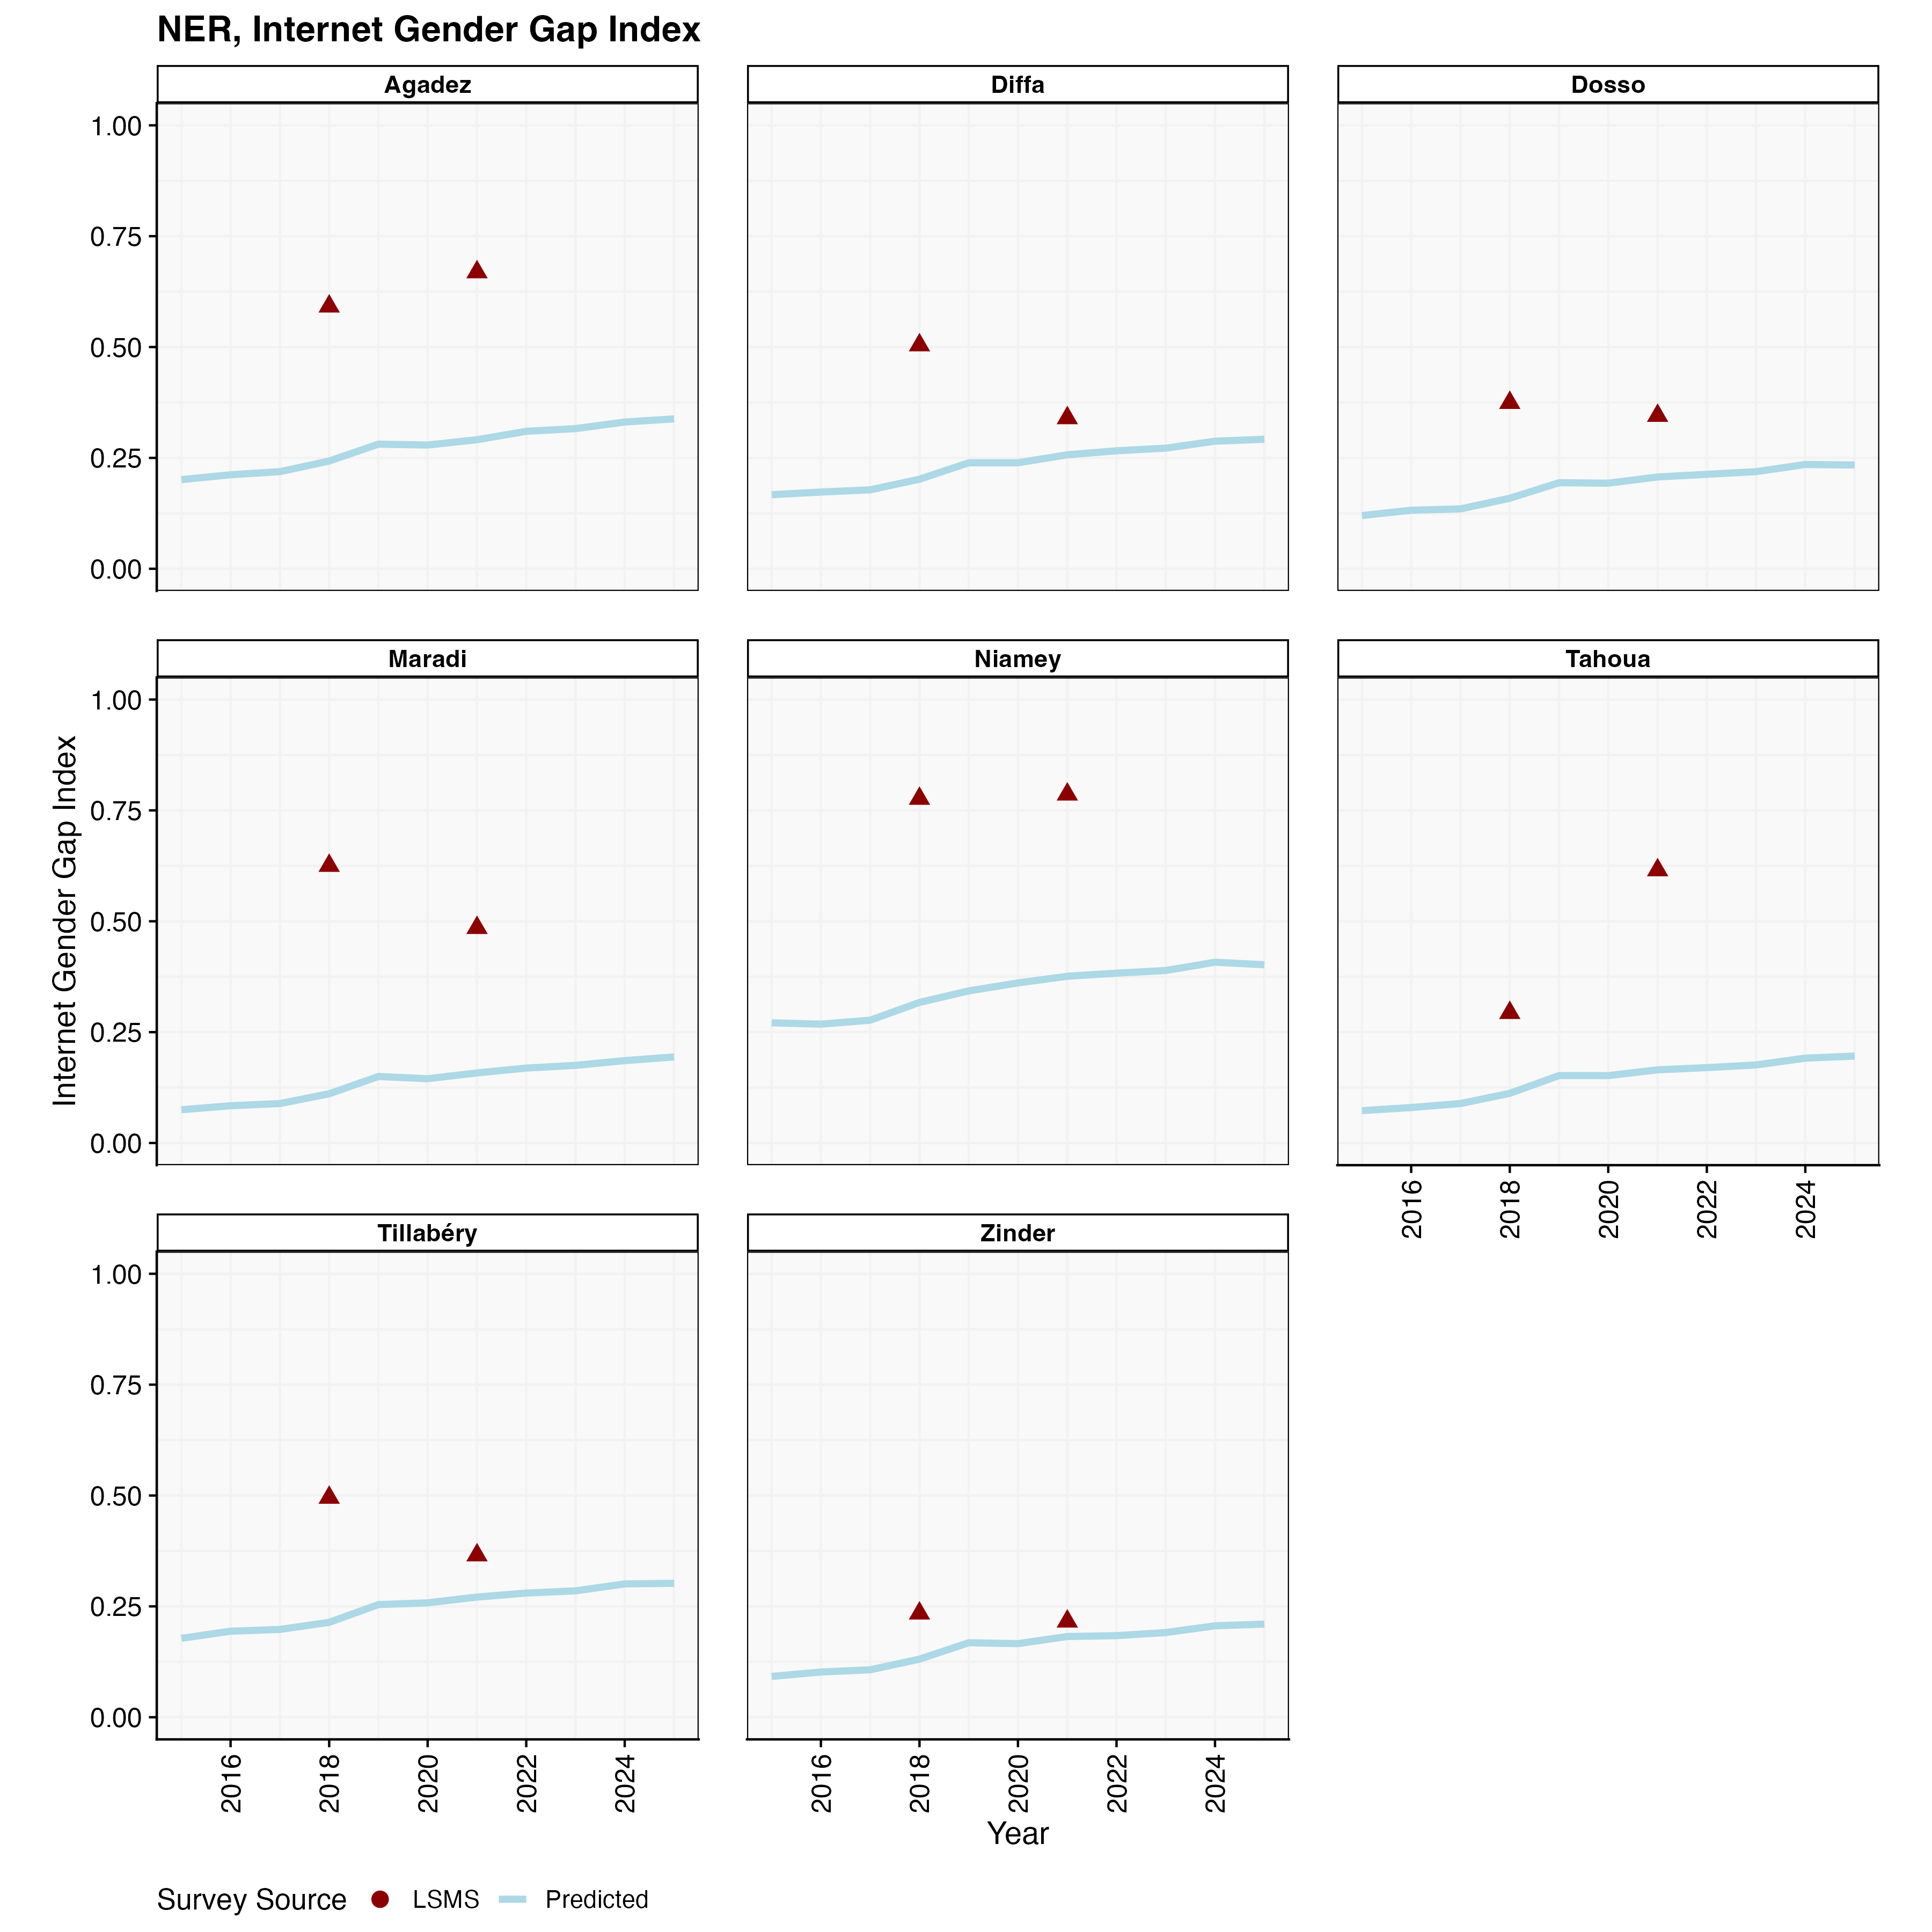 NER, Internet Gender Gap Index
Agadez
Diffa
Dosso
1.00
0.75
0.50
0.25
0.00
Internet Gender Gap Index
Maradi
Niamey
Tahoua
1.00
0.75
0.50
0.25
0.00
2016
2018
2020
2022
2024
Tillabéry
Zinder
1.00
0.75
0.50
0.25
0.00
2016
2018
2020
2022
2024
2016
2018
2020
2022
2024
Year
Survey Source LSMS Predicted